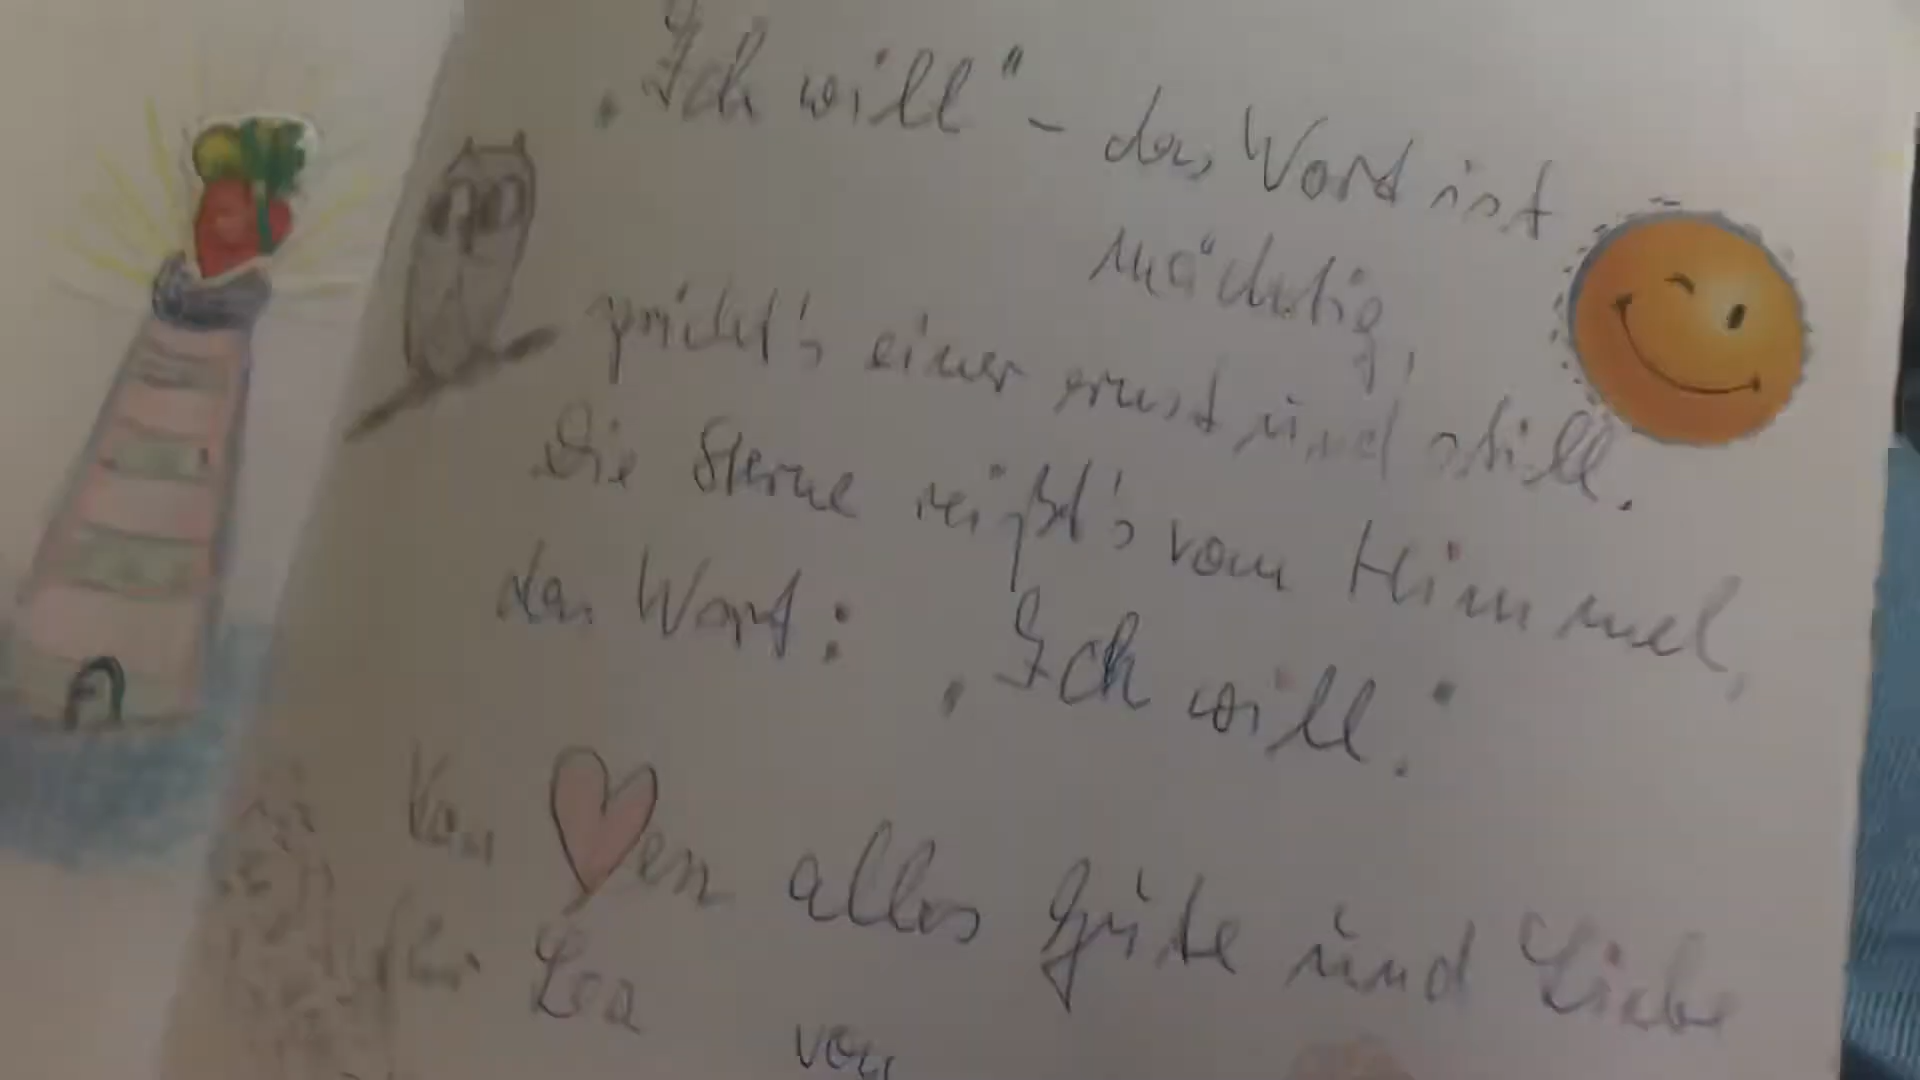 „Ich will“ – das Wort ist
mächtig,
spricht's einer ernst und still.
Die Sterne reißt's vom Himmel,
das Wort: „Ich will.“
Von ♥en alles Gute und Liebe
für Lea
von